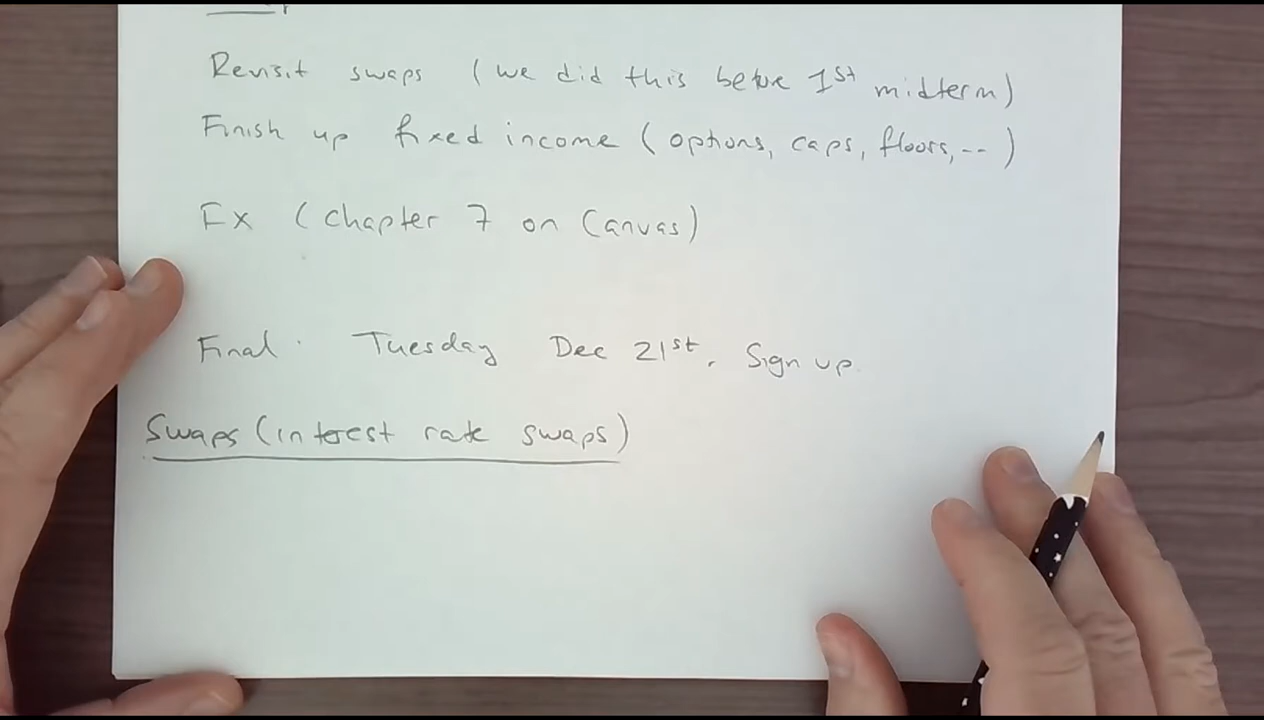 Revisit swaps (we did this before 1st midterm)
Finish up fixed income (options, caps, floors, --)
FX (Chapter 7 on Canvas)
Final. Tuesday Dec 21st. Sign up.
Swaps (interest rate swaps)